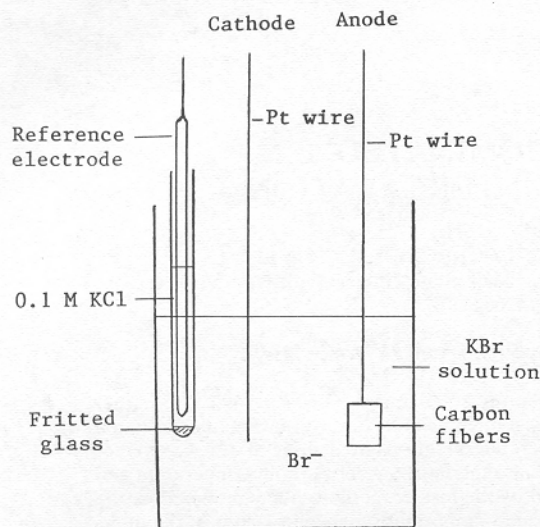 Cathode
Anode
Pt wire
Pt wire
Reference
electrode
0.1 M KCl
KBr
solution
Fritted
glass
Carbon
fibers
Br⁻